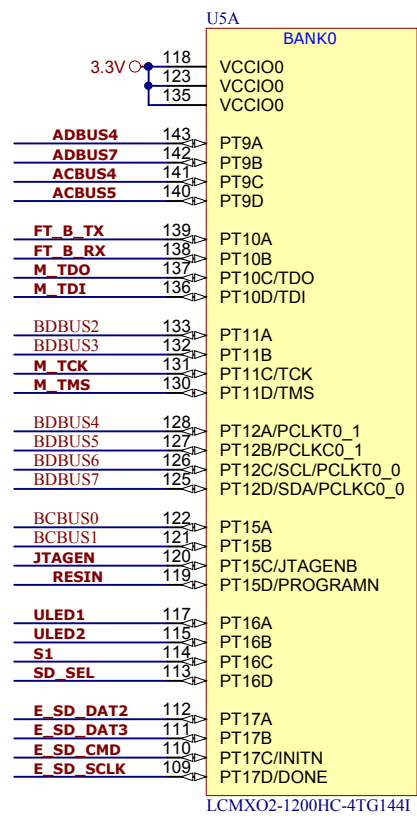 U5A
BANK0
3.3V 118 VCCIO0
123 VCCIO0
135 VCCIO0
ADBUS4 143 PT9A
ADBUS7 142 PT9B
ACBUS4 141 PT9C
ACBUS5 140 PT9D
FT_B_TX 139 PT10A
FT_B_RX 138 PT10B
M_TDO 137 PT10C/TDO
M_TDI 136 PT10D/TDI
BDBUS2 133 PT11A
BDBUS3 132 PT11B
M_TCK 131 PT11C/TCK
M_TMS 130 PT11D/TMS
BDBUS4 128 PT12A/PCLKT0_1
BDBUS5 127 PT12B/PCLKC0_1
BDBUS6 126 PT12C/SCL/PCLKT0_0
BDBUS7 125 PT12D/SDA/PCLKC0_0
BCBUS0 122 PT15A
BCBUS1 121 PT15B
JTAGEN 120 PT15C/JTAGENB
RESIN 119 PT15D/PROGRAMN
ULED1 117 PT16A
ULED2 115 PT16B
S1 114 PT16C
SD_SEL 113 PT16D
E_SD_DAT2 112 PT17A
E_SD_DAT3 111 PT17B
E_SD_CMD 110 PT17C/INITN
E_SD_SCLK 109 PT17D/DONE
LCMXO2-1200HC-4TG144I